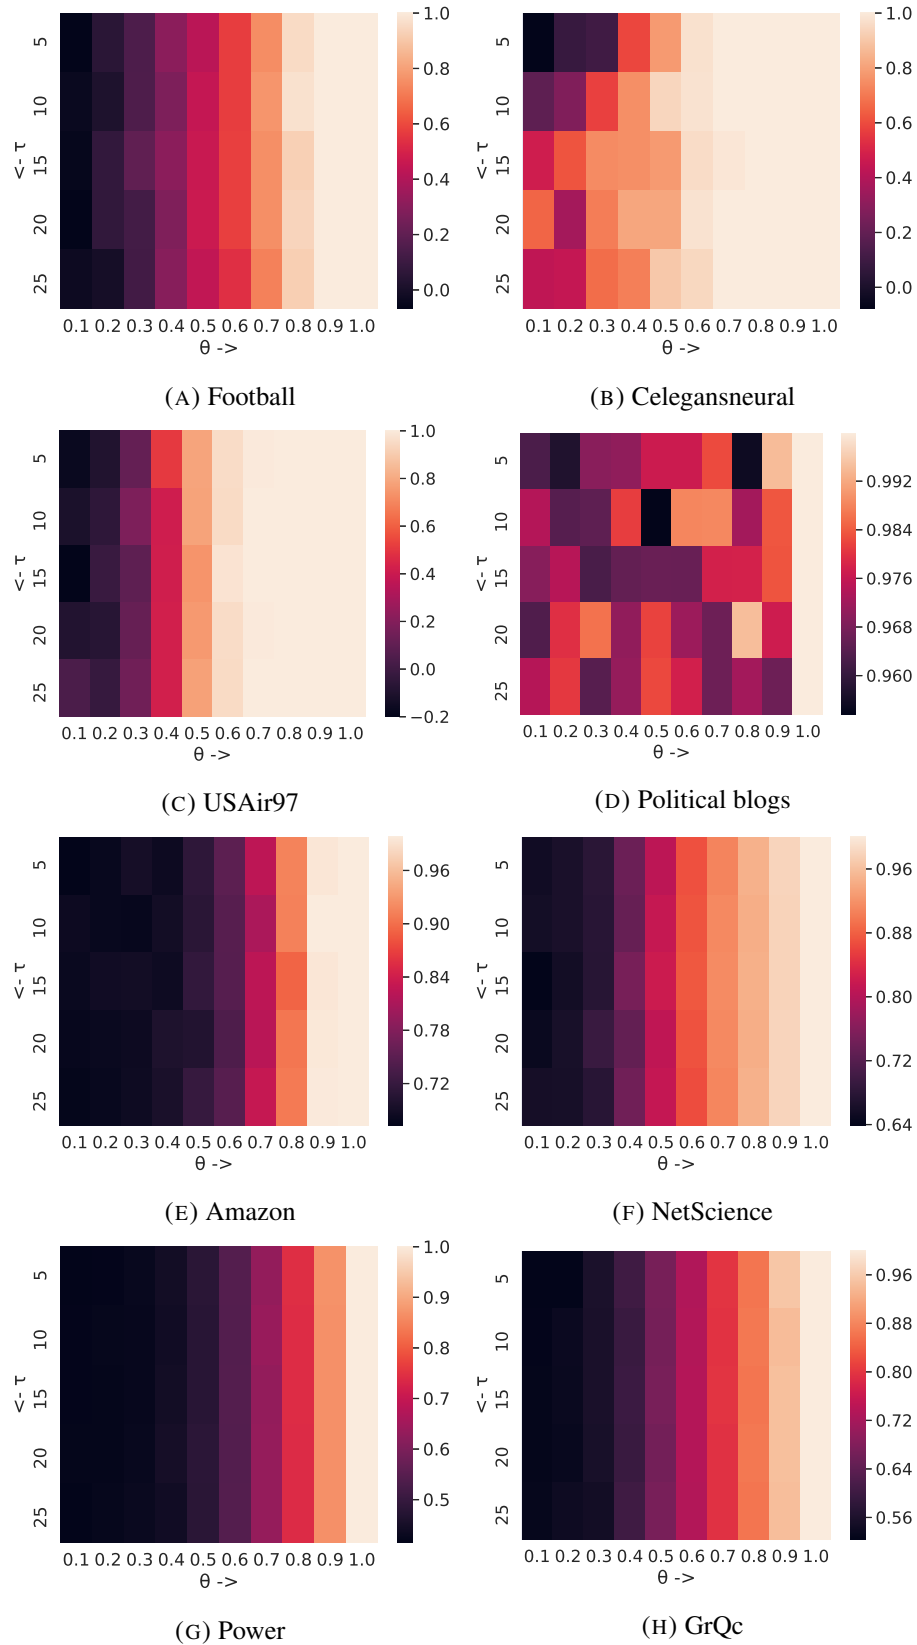 1.0
0.8
0.6
0.4
0.2
0.0
5
10
15
20
25
<- τ
0.1 0.2 0.3 0.4 0.5 0.6 0.7 0.8 0.9 1.0
θ ->
(A) Football
1.0
0.8
0.6
0.4
0.2
0.0
5
10
15
20
25
<- τ
0.1 0.2 0.3 0.4 0.5 0.6 0.7 0.8 0.9 1.0
θ ->
(B) Celegansneural
1.0
0.8
0.6
0.4
0.2
0.0
−0.2
5
10
15
20
25
<- τ
0.1 0.2 0.3 0.4 0.5 0.6 0.7 0.8 0.9 1.0
θ ->
(C) USAir97
0.992
0.984
0.976
0.968
0.960
5
10
15
20
25
<- τ
0.1 0.2 0.3 0.4 0.5 0.6 0.7 0.8 0.9 1.0
θ ->
(D) Political blogs
0.96
0.90
0.84
0.78
0.72
5
10
15
20
25
<- τ
0.1 0.2 0.3 0.4 0.5 0.6 0.7 0.8 0.9 1.0
θ ->
(E) Amazon
0.96
0.88
0.80
0.72
0.64
5
10
15
20
25
<- τ
0.1 0.2 0.3 0.4 0.5 0.6 0.7 0.8 0.9 1.0
θ ->
(F) NetScience
1.0
0.9
0.8
0.7
0.6
0.5
5
10
15
20
25
<- τ
0.1 0.2 0.3 0.4 0.5 0.6 0.7 0.8 0.9 1.0
θ ->
(G) Power
0.96
0.88
0.80
0.72
0.64
0.56
5
10
15
20
25
<- τ
0.1 0.2 0.3 0.4 0.5 0.6 0.7 0.8 0.9 1.0
θ ->
(H) GrQc